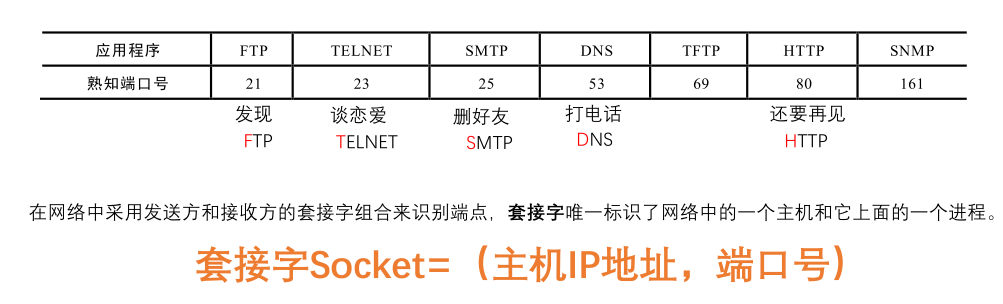 应用程序 FTP TELNET SMTP DNS TFTP HTTP SNMP
熟知端口号 21 23 25 53 69 80 161
发现 谈恋爱 删好友 打电话 还要再见
FTP TELNET SMTP DNS HTTP
在网络中采用发送方和接收方的套接字组合来识别端点，套接字唯一标识了网络中的一个主机和它上面的一个进程。
套接字Socket=（主机IP地址，端口号）